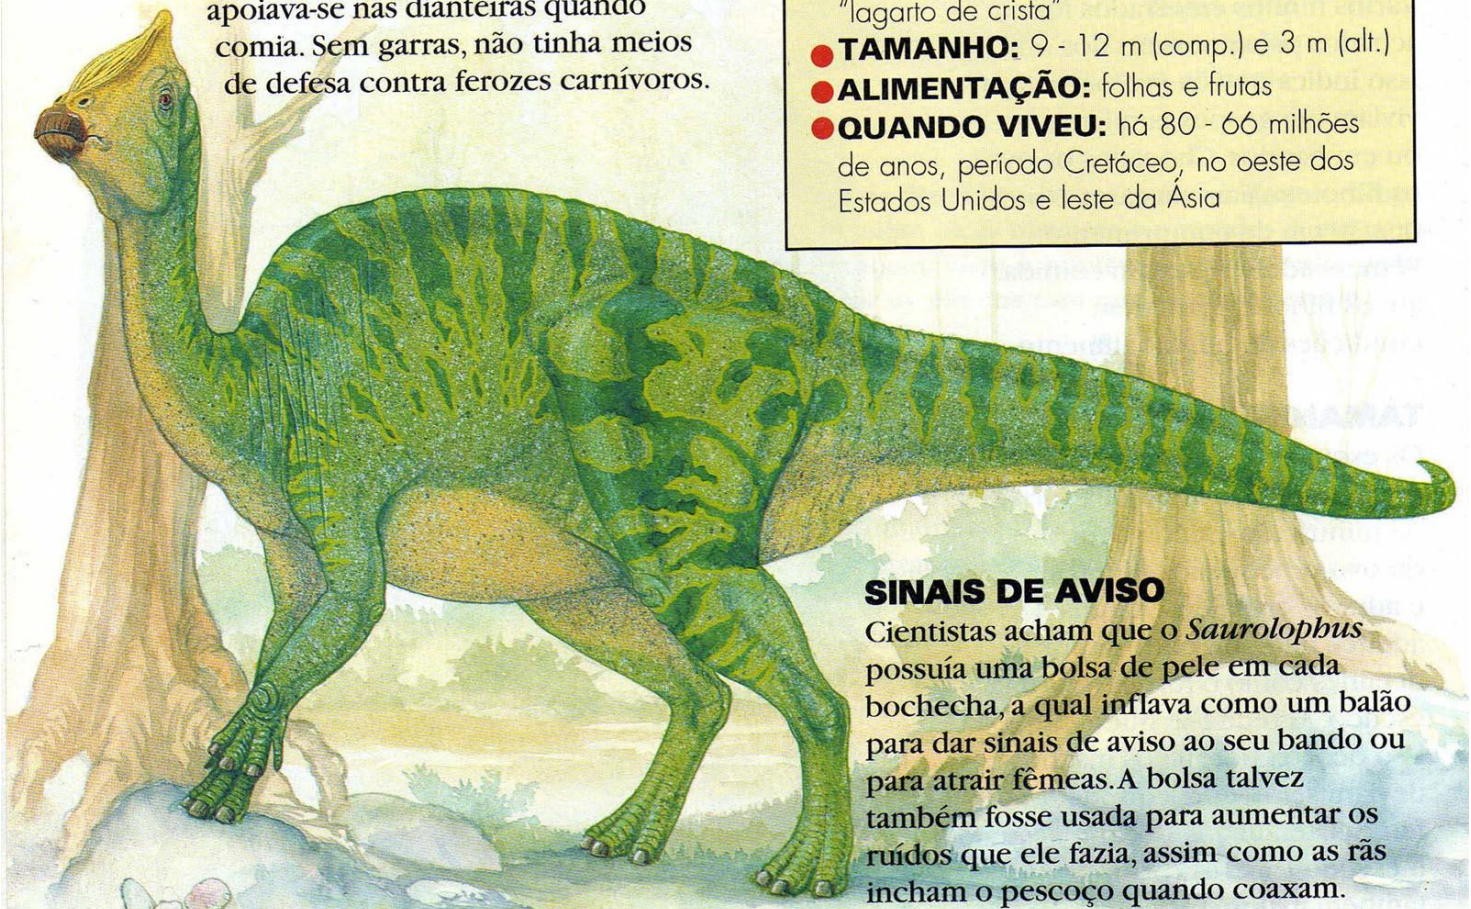 apoiava-se nas dianteiras quando
comia. Sem garras, não tinha meios
de defesa contra ferozes carnívoros.
"lagarto de crista"
TAMANHO: 9 - 12 m (comp.) e 3 m (alt.)
ALIMENTAÇÃO: folhas e frutas
QUANDO VIVEU: há 80 - 66 milhões
de anos, período Cretáceo, no oeste dos
Estados Unidos e leste da Ásia
SINAIS DE AVISO
Cientistas acham que o Saurolophus
possuía uma bolsa de pele em cada
bochecha, a qual inflava como um balão
para dar sinais de aviso ao seu bando ou
para atrair fêmeas. A bolsa talvez
também fosse usada para aumentar os
ruídos que ele fazia, assim como as rãs
incham o pescoço quando coaxam.